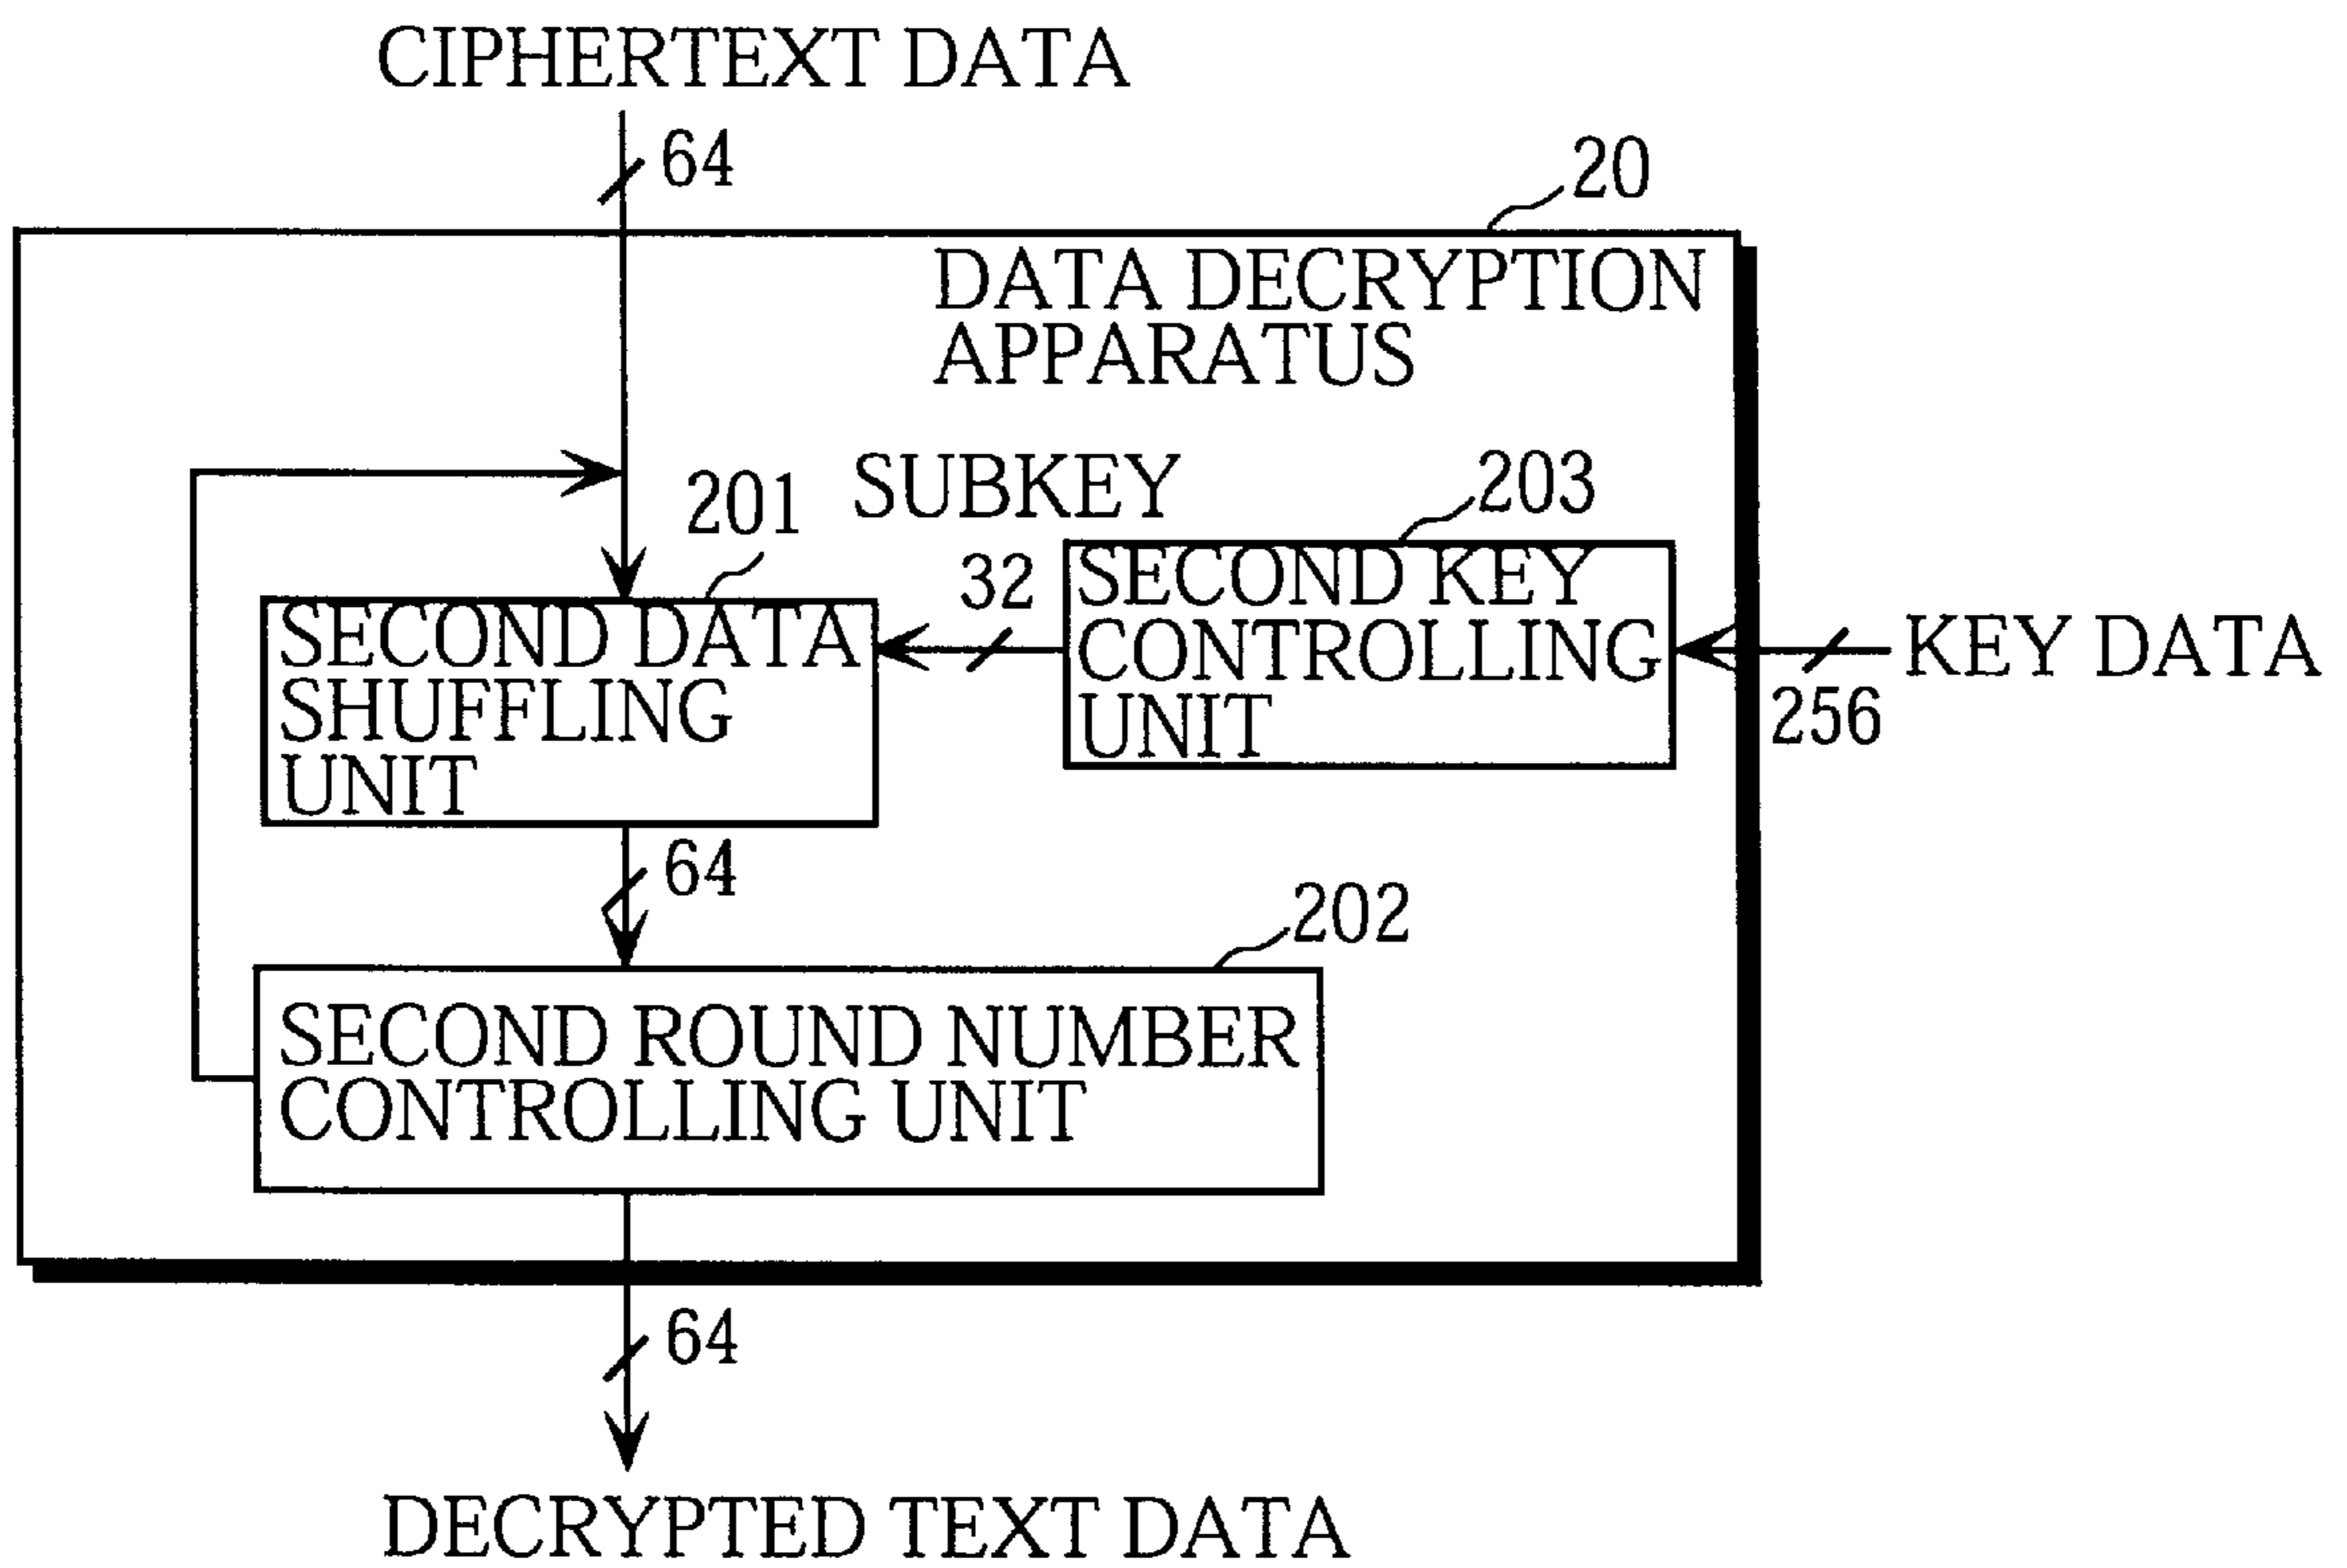 CIPHERTEXT DATA
64
20
DATA DECRYPTION
APPARATUS
SUBKEY
201
203
32
SECOND KEY
CONTROLLING
UNIT
SECOND DATA
SHUFFLING
UNIT
KEY DATA
256
64
202
SECOND ROUND NUMBER
CONTROLLING UNIT
64
DECRYPTED TEXT DATA